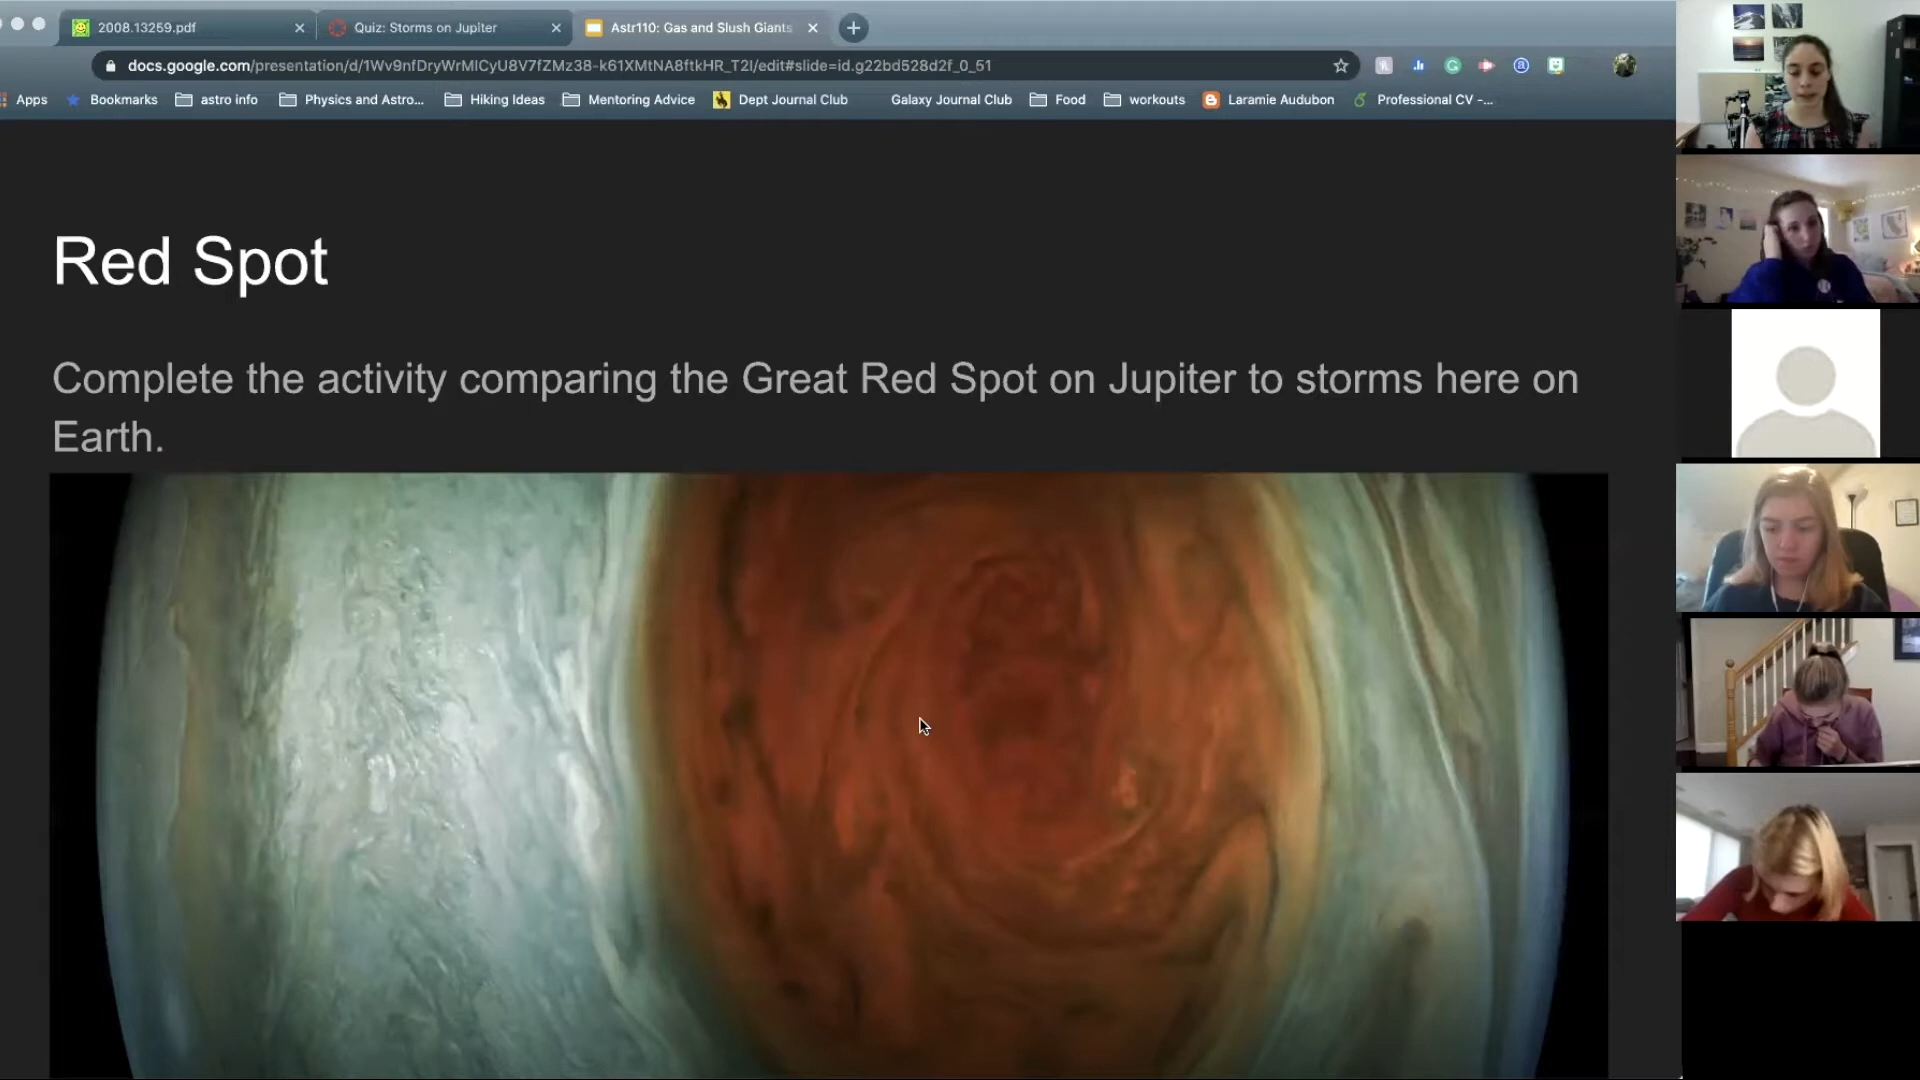 2008.13259.pdf
Quiz: Storms on Jupiter
Astr110: Gas and Slush Giants
docs.google.com/presentation/d/1Wv9nfDryWrMlCyU8V7fZMz38-k61XMtNA8ftkHR_T2I/edit#slide=id.g22bd528d2f_0_51
Apps Bookmarks astro info Physics and Astro... Hiking Ideas Mentoring Advice Dept Journal Club Galaxy Journal Club Food workouts Laramie Audubon Professional CV -...
Red Spot
Complete the activity comparing the Great Red Spot on Jupiter to storms here on
Earth.